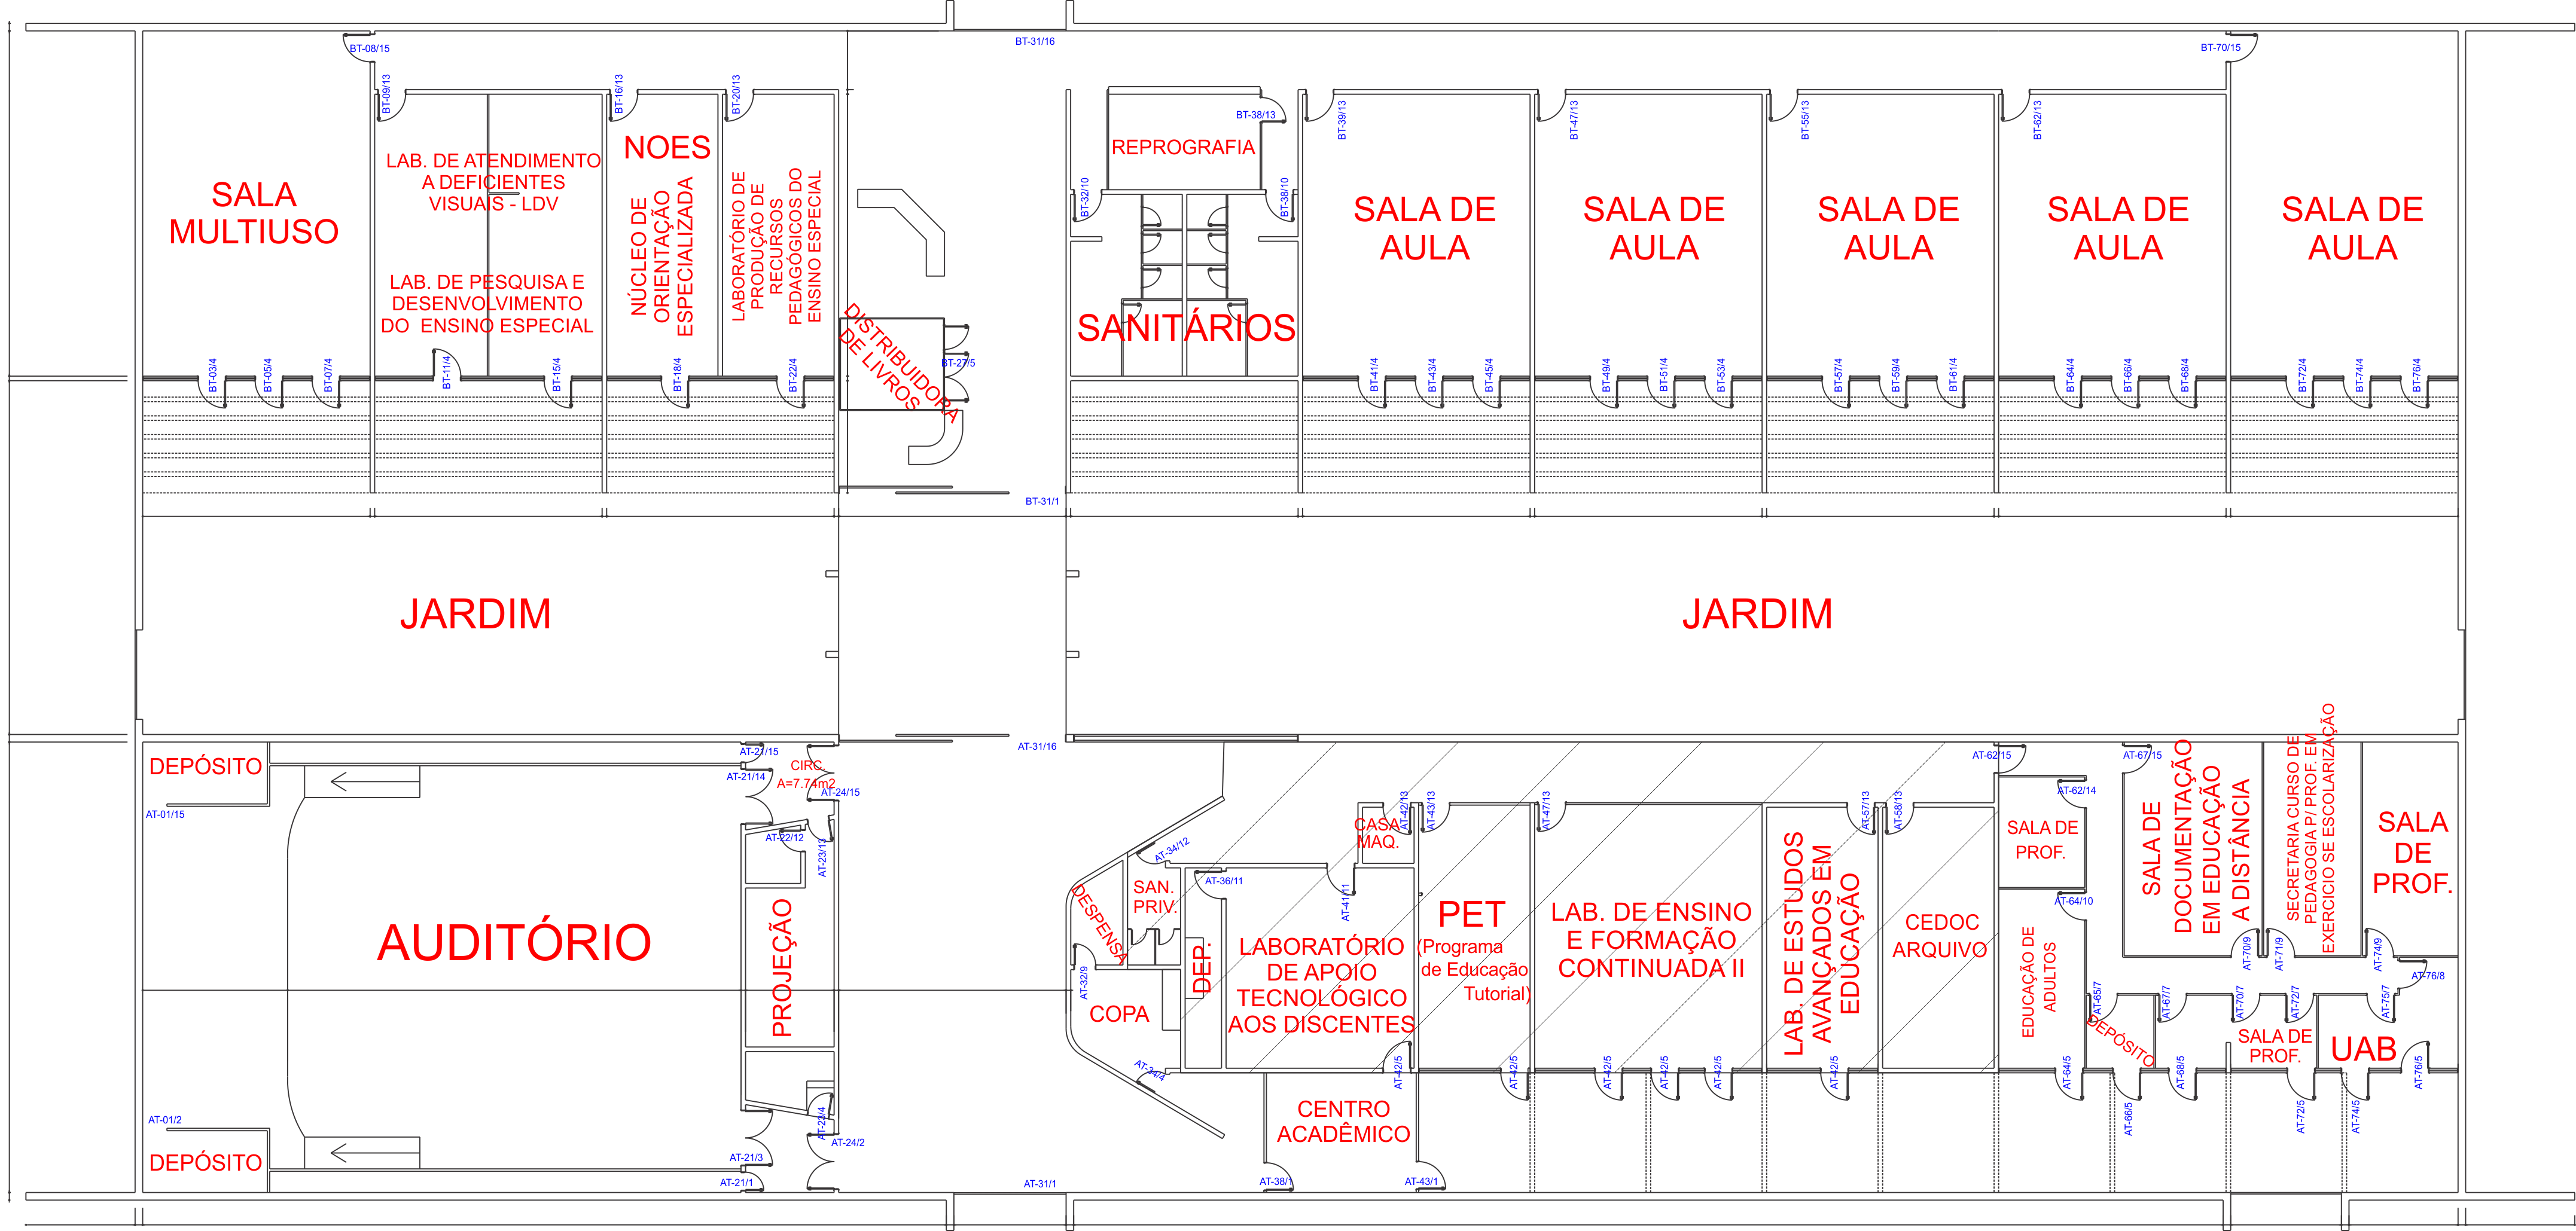 BT-31/16
BT-08/15
BT-70/15
BT-09/13
BT-16/13
BT-20/13
BT-38/13
BT-39/13
BT-47/13
BT-55/13
BT-62/13
SALA
MULTIUSO
LAB. DE ATENDIMENTO
A DEFICIENTES
VISUAIS - LDV
LAB. DE PESQUISA E
DESENVOLVIMENTO
DO ENSINO ESPECIAL
NOES
NÚCLEO DE
ORIENTAÇÃO
ESPECIALIZADA
LABORATÓRIO DE
PRODUÇÃO DE
RECURSOS
PEDAGÓGICOS DO
ENSINO ESPECIAL
DISTRIBUIDORA
DE LIVROS
BT-27/5
REPROGRAFIA
BT-32/10
BT-38/10
SANITÁRIOS
SALA DE
AULA
SALA DE
AULA
SALA DE
AULA
SALA DE
AULA
SALA DE
AULA
BT-03/4
BT-05/4
BT-07/4
BT-11/4
BT-15/4
BT-18/4
BT-22/4
BT-41/4
BT-43/4
BT-45/4
BT-49/4
BT-51/4
BT-53/4
BT-57/4
BT-59/4
BT-61/4
BT-64/4
BT-66/4
BT-68/4
BT-72/4
BT-74/4
BT-76/4
BT-31/1
JARDIM
JARDIM
AT-31/16
DEPÓSITO
AT-01/15
AUDITÓRIO
AT-01/2
DEPÓSITO
AT-21/15
AT-21/14
CIRC.
A=7.74m2
AT-24/15
AT-22/12
AT-23/13
PROJEÇÃO
AT-23/4
AT-24/2
AT-21/3
AT-21/1
AT-31/1
AT-34/12
DESPENSA
SAN.
PRIV.
AT-32/9
COPA
AT-34/4
AT-36/11
DEP.
AT-41/11
CASA
MAQ.
AT-42/13
AT-43/13
LABORATÓRIO
DE APOIO
TECNOLÓGICO
AOS DISCENTES
AT-42/5
CENTRO
ACADÊMICO
AT-38/1
AT-43/1
PET
(Programa
de Educação
Tutorial)
AT-42/5
AT-47/13
LAB. DE ENSINO
E FORMAÇÃO
CONTINUADA II
AT-42/5
AT-42/5
AT-42/5
AT-57/13
LAB. DE ESTUDOS
AVANÇADOS EM
EDUCAÇÃO
AT-42/5
AT-58/13
CEDOC
ARQUIVO
AT-62/15
AT-62/14
SALA DE
PROF.
AT-64/10
EDUCAÇÃO DE
ADULTOS
AT-64/5
AT-67/15
SALA DE
DOCUMENTAÇÃO
EM EDUCAÇÃO
A DISTÂNCIA
AT-70/9
AT-71/9
SECRETARIA CURSO DE
PEDAGOGIA P/ PROF. EM
EXERCICIO SE ESCOLARIZAÇÃO
SALA
DE
PROF.
AT-74/9
AT-76/8
AT-65/7
AT-67/7
AT-70/7
AT-72/7
AT-75/7
DEPÓSITO
SALA DE
PROF.
UAB
AT-66/5
AT-68/5
AT-72/5
AT-74/5
AT-76/5